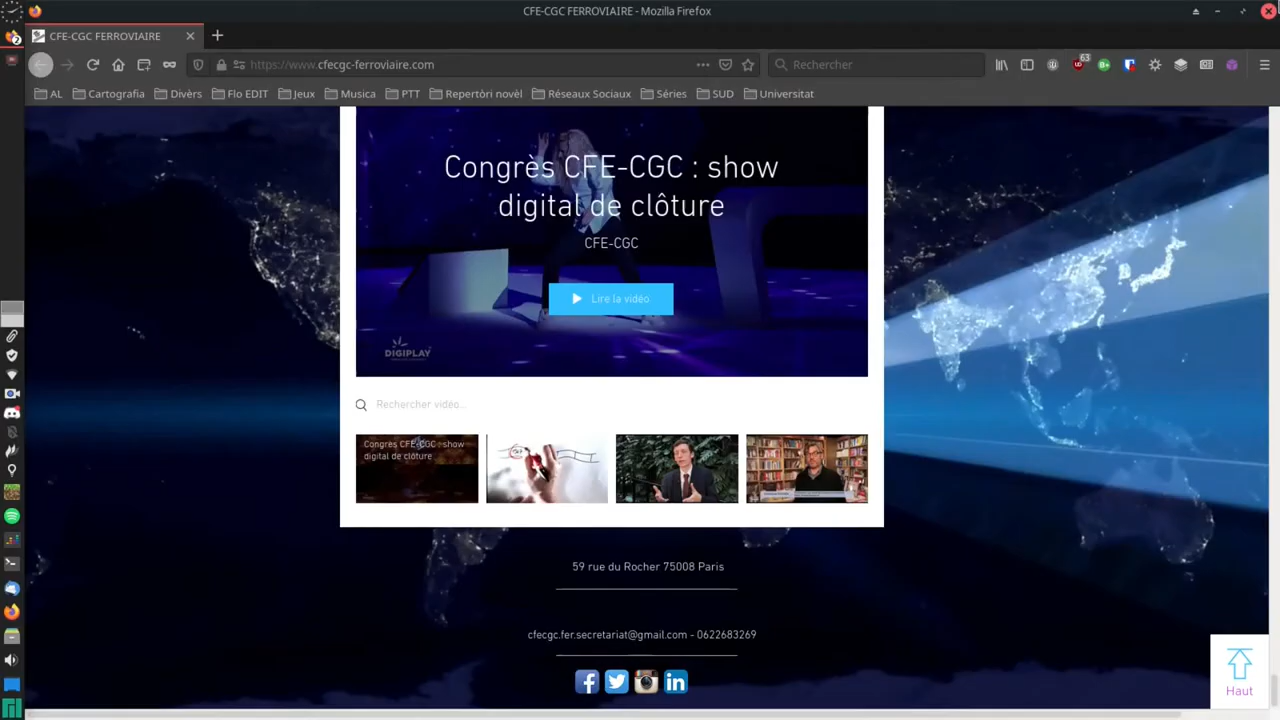 CFE-CGC FERROVIAIRE - Mozilla Firefox
CFE-CGC FERROVIAIRE
https://www.cfecgc-ferroviaire.com
Rechercher
63
AL
Cartografia
Divèrs
Flo EDIT
Jeux
Musica
PTT
Repertòri novèl
Réseaux Sociaux
Séries
SUD
Universitat
Congrès CFE-CGC : show
digital de clôture
CFE-CGC
Lire la vidéo
DIGIPLAY
Rechercher vidéo...
Congrès CFE-CGC : show
digital de clôture
59 rue du Rocher 75008 Paris
cfecgc.fer.secretariat@gmail.com - 0622683269
Haut